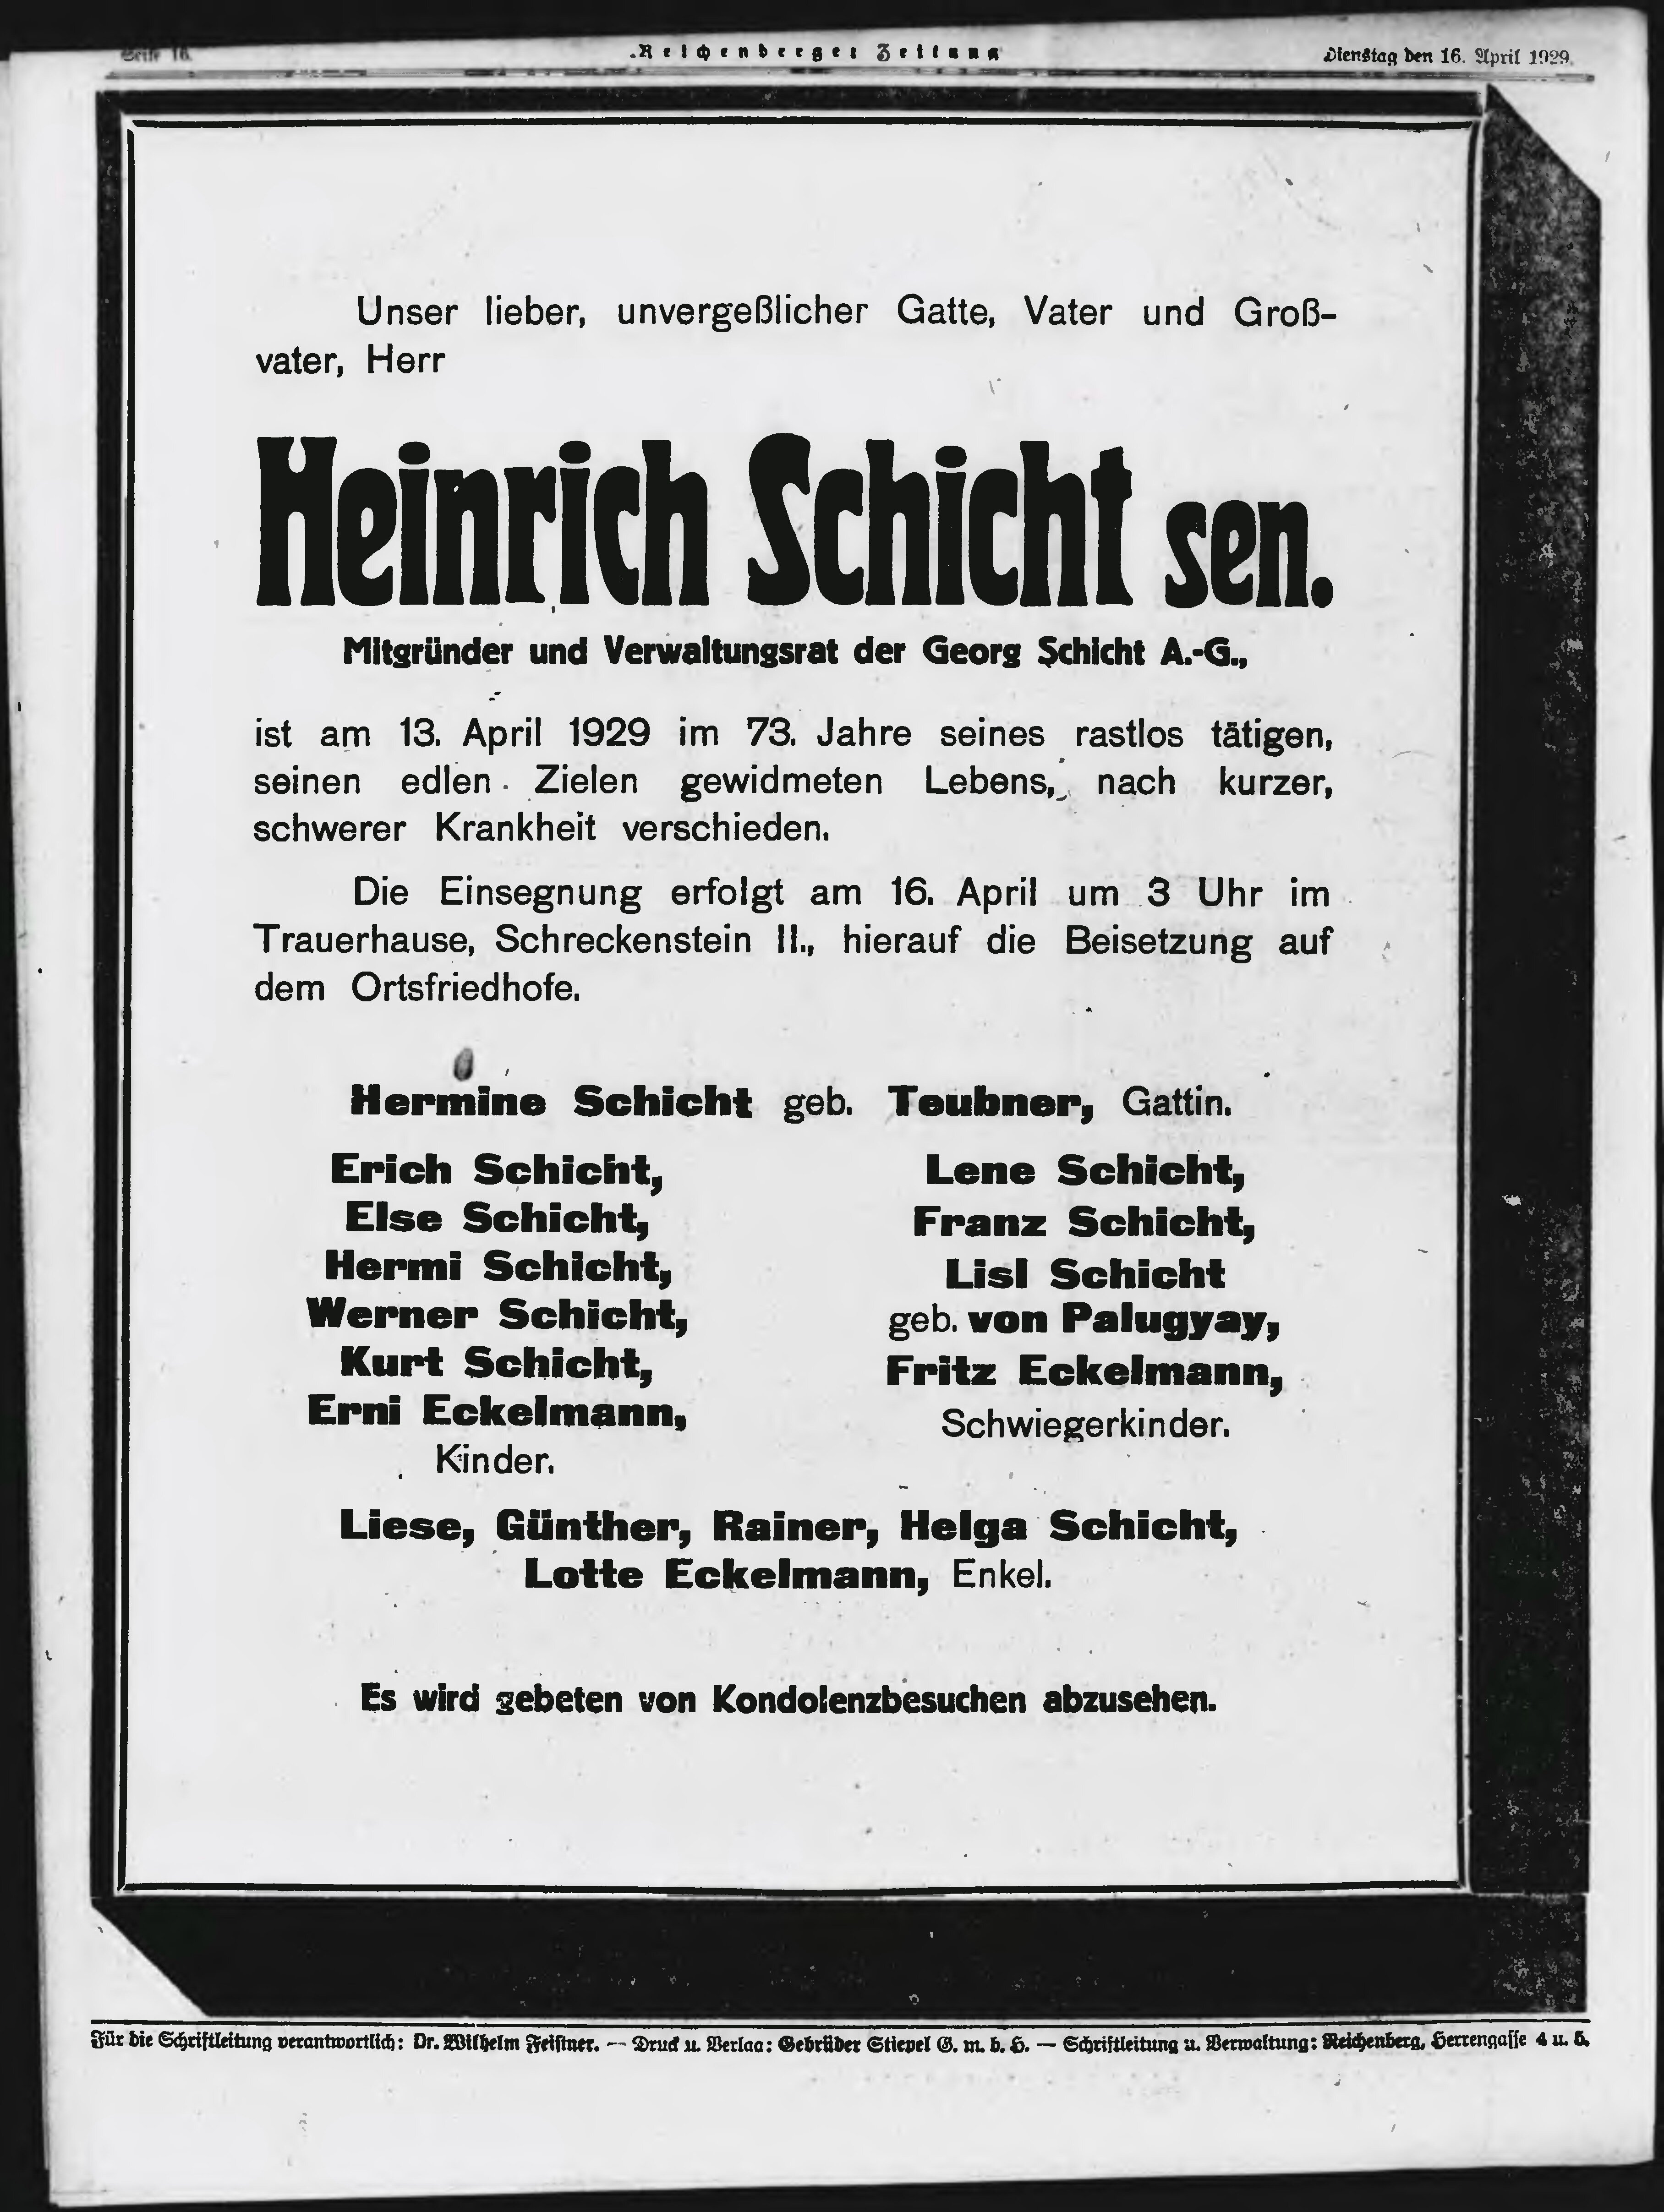 Seite 16.
„Reichenberger Zeitung“
Dienstag den 16. April 1929.
Unser lieber, unvergeßlicher Gatte, Vater und Groß-
vater, Herr
Heinrich Schicht sen.
Mitgründer und Verwaltungsrat der Georg Schicht A.-G.,
ist am 13. April 1929 im 73. Jahre seines rastlos tätigen,
seinen edlen Zielen gewidmeten Lebens, nach kurzer,
schwerer Krankheit verschieden.
Die Einsegnung erfolgt am 16. April um 3 Uhr im
Trauerhause, Schreckenstein II., hierauf die Beisetzung auf
dem Ortsfriedhofe.
Hermine Schicht geb. Teubner, Gattin.
Erich Schicht,
Else Schicht,
Hermi Schicht,
Werner Schicht,
Kurt Schicht,
Erni Eckelmann,
Kinder.
Lene Schicht,
Franz Schicht,
Lisl Schicht
geb. von Palugyay,
Fritz Eckelmann,
Schwiegerkinder.
Liese, Günther, Rainer, Helga Schicht,
Lotte Eckelmann, Enkel.
Es wird gebeten von Kondolenzbesuchen abzusehen.
Für die Schriftleitung verantwortlich: Dr. Wilhelm Feistner. — Druck u. Verlag: Gebrüder Stiepel G. m. b. H. — Schriftleitung u. Verwaltung: Reichenberg, Herrengasse 4 u. 5.